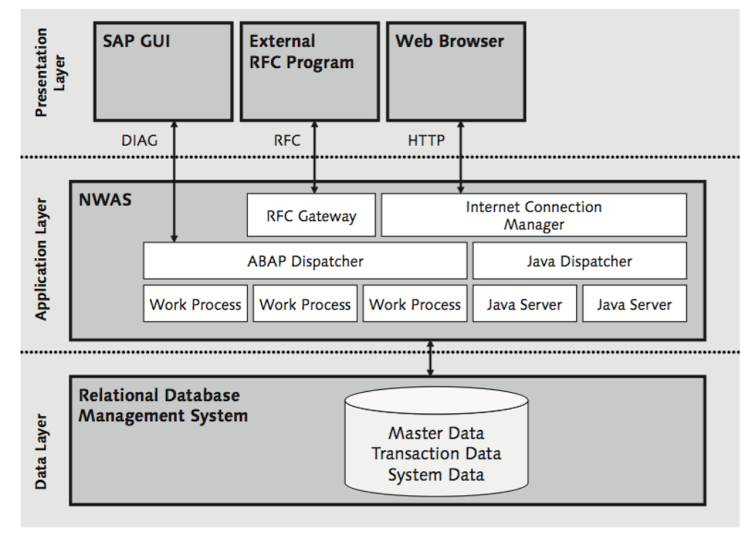 Presentation
Layer
SAP GUI
External
RFC Program
Web Browser
DIAG
RFC
HTTP
Application Layer
NWAS
RFC Gateway
Internet Connection
Manager
ABAP Dispatcher
Java Dispatcher
Work Process
Work Process
Work Process
Java Server
Java Server
Data Layer
Relational Database
Management System
Master Data
Transaction Data
System Data